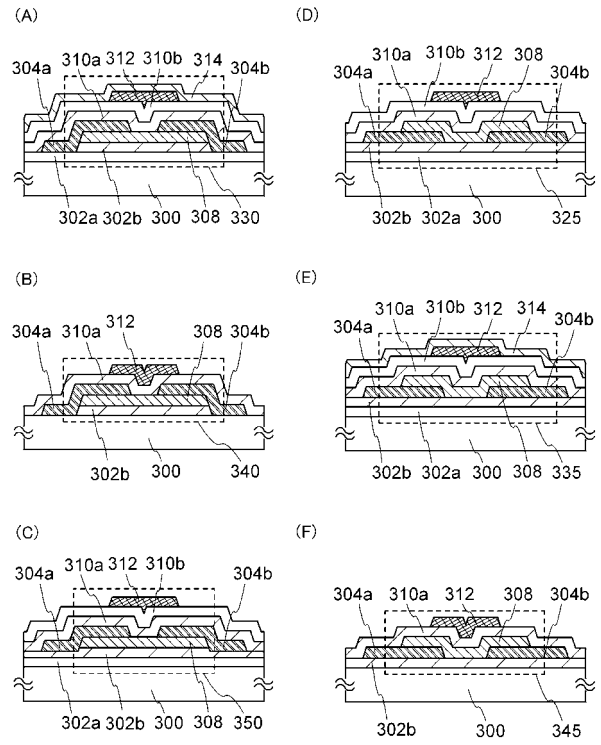 (A)
310a 312 310b 314
304a 304b
302a 302b 300 308 330
(B)
312
304a 310a 308 304b
302b 300 340
(C)
312 310b
304a 310a 304b
302a 302b 300 308 350
(D)
310a 310b 312 308
304a 304b
302b 302a 300 325
(E)
310b 312 314
304a 310a 304b
302b 302a 300 308 335
(F)
304a 310a 312 308 304b
302b 300 345